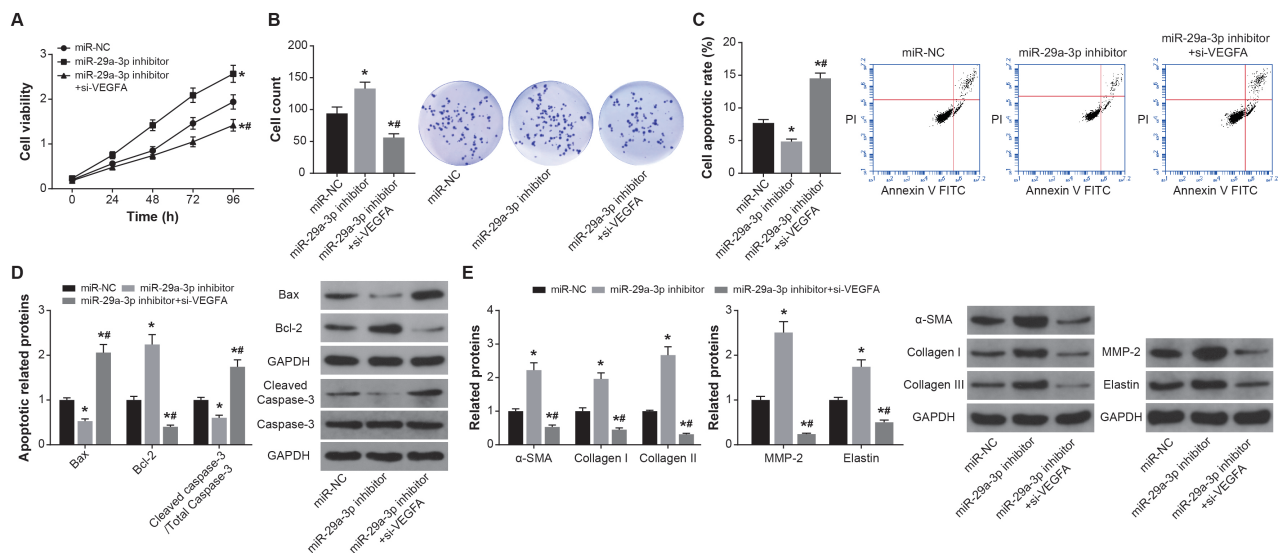 A
miR-NC
miR-29a-3p inhibitor
miR-29a-3p inhibitor
+si-VEGFA
Cell viability
3
2
1
0
*
*#
0 24 48 72 96
Time (h)
B
Cell count
200
150
100
50
0
*
*#
miR-NC
miR-29a-3p inhibitor
miR-29a-3p inhibitor
+si-VEGFA
miR-NC
miR-29a-3p inhibitor
miR-29a-3p inhibitor
+si-VEGFA
C
Cell apoptotic rate (%)
20
15
10
5
0
*
*#
miR-NC
miR-29a-3p inhibitor
miR-29a-3p inhibitor
+si-VEGFA
miR-NC
PI
Annexin V FITC
miR-29a-3p inhibitor
PI
Annexin V FITC
miR-29a-3p inhibitor
+si-VEGFA
PI
Annexin V FITC
D
miR-NC miR-29a-3p inhibitor
miR-29a-3p inhibitor+si-VEGFA
Apoptotic related proteins
3
2
1
0
* *# * *# * *#
Bax
Bcl-2
Cleaved caspase-3
/Total Caspase-3
Bax
Bcl-2
GAPDH
Cleaved
Caspase-3
Caspase-3
GAPDH
miR-NC
miR-29a-3p inhibitor
miR-29a-3p inhibitor
+si-VEGFA
E
miR-NC miR-29a-3p inhibitor miR-29a-3p inhibitor+si-VEGFA
Related proteins
4
3
2
1
0
* *# * *# * *#
α-SMA Collagen I Collagen II
Related proteins
3
2
1
0
* *# * *#
MMP-2 Elastin
α-SMA
Collagen I
Collagen III
GAPDH
miR-NC
miR-29a-3p inhibitor
miR-29a-3p inhibitor
+si-VEGFA
MMP-2
Elastin
GAPDH
miR-NC
miR-29a-3p inhibitor
miR-29a-3p inhibitor
+si-VEGFA